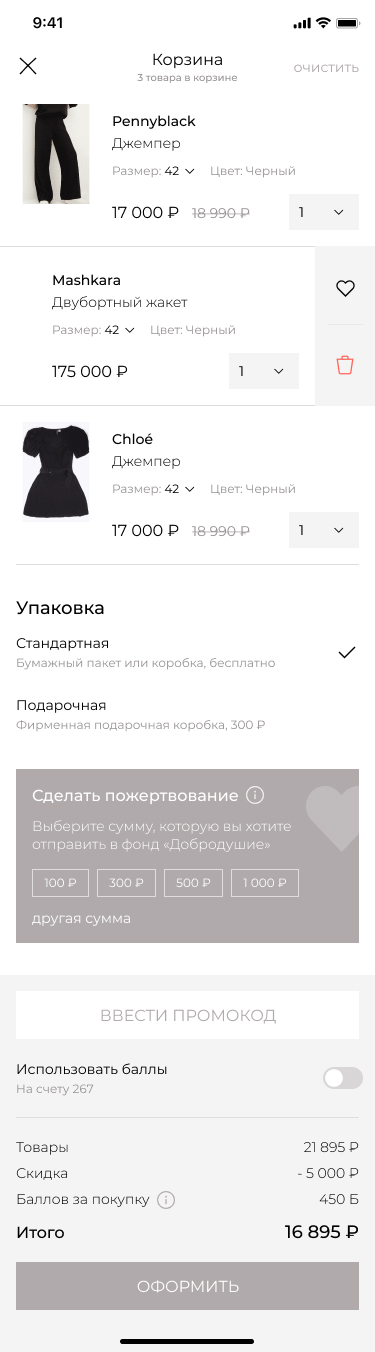 9:41
Корзина
3 товара в корзине
ОЧИСТИТЬ
Pennyblack
Джемпер
Размер: 42 Цвет: Черный
17 000 ₽ 18 990 ₽ 1
Mashkara
Двубортный жакет
Размер: 42 Цвет: Черный
175 000 ₽ 1
Chloé
Джемпер
Размер: 42 Цвет: Черный
17 000 ₽ 18 990 ₽ 1
Упаковка
Стандартная
Бумажный пакет или коробка, бесплатно
Подарочная
Фирменная подарочная коробка, 300 ₽
Сделать пожертвование
Выберите сумму, которую вы хотите
отправить в фонд «Добродушие»
100 ₽ 300 ₽ 500 ₽ 1 000 ₽
другая сумма
ВВЕСТИ ПРОМОКОД
Использовать баллы
На счету 267
Товары 21 895 ₽
Скидка - 5 000 ₽
Баллов за покупку 450 Б
Итого 16 895 ₽
ОФОРМИТЬ